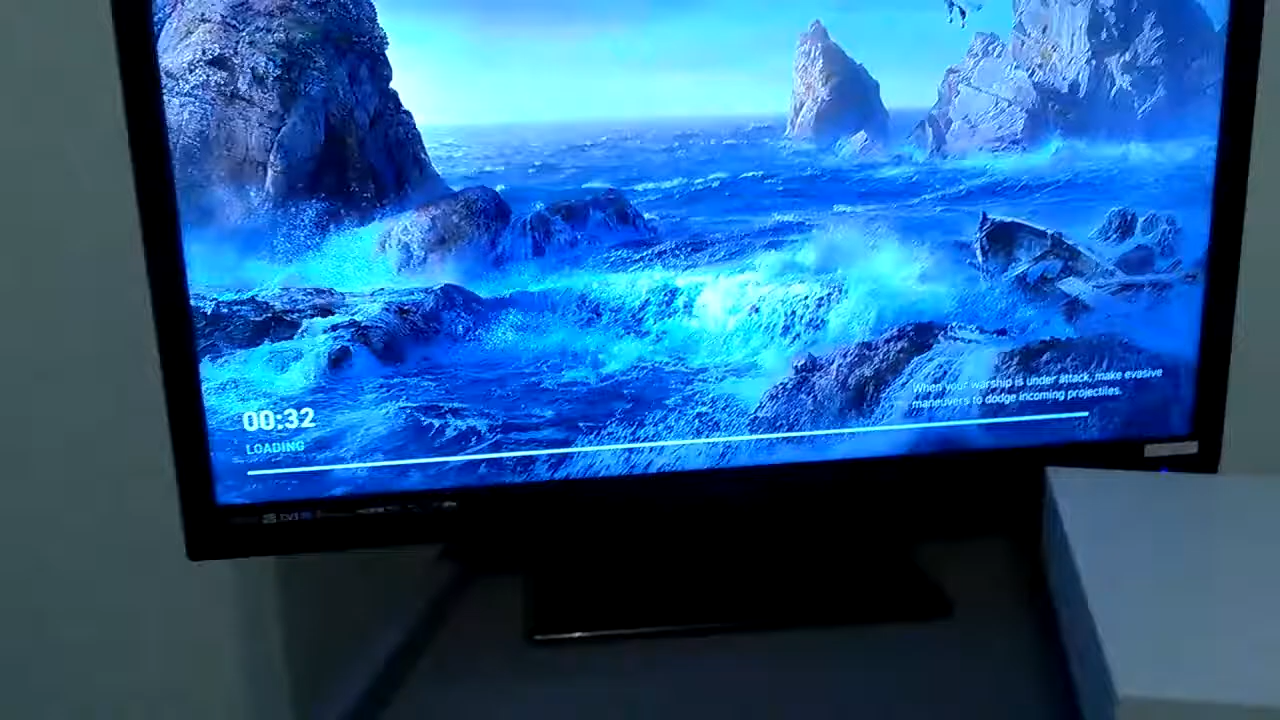 When your warship is under attack, make evasive
maneuvers to dodge incoming projectiles.
00:32
LOADING